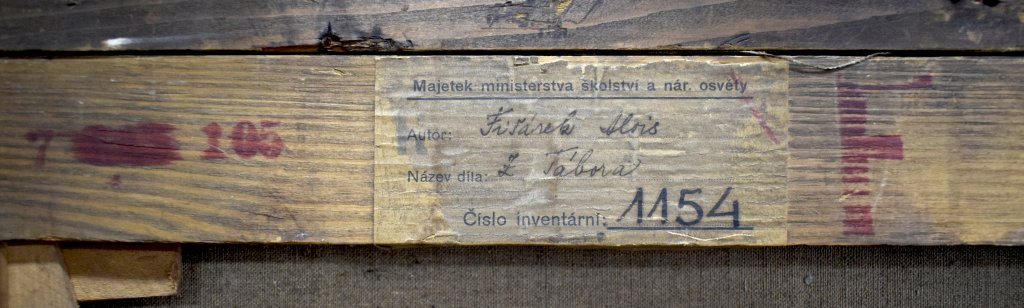 Majetek ministerstva školství a nár. osvěty
Autor: Fišárek Alois
Název díla: Z Tábora
Číslo inventární: 1154
7 105